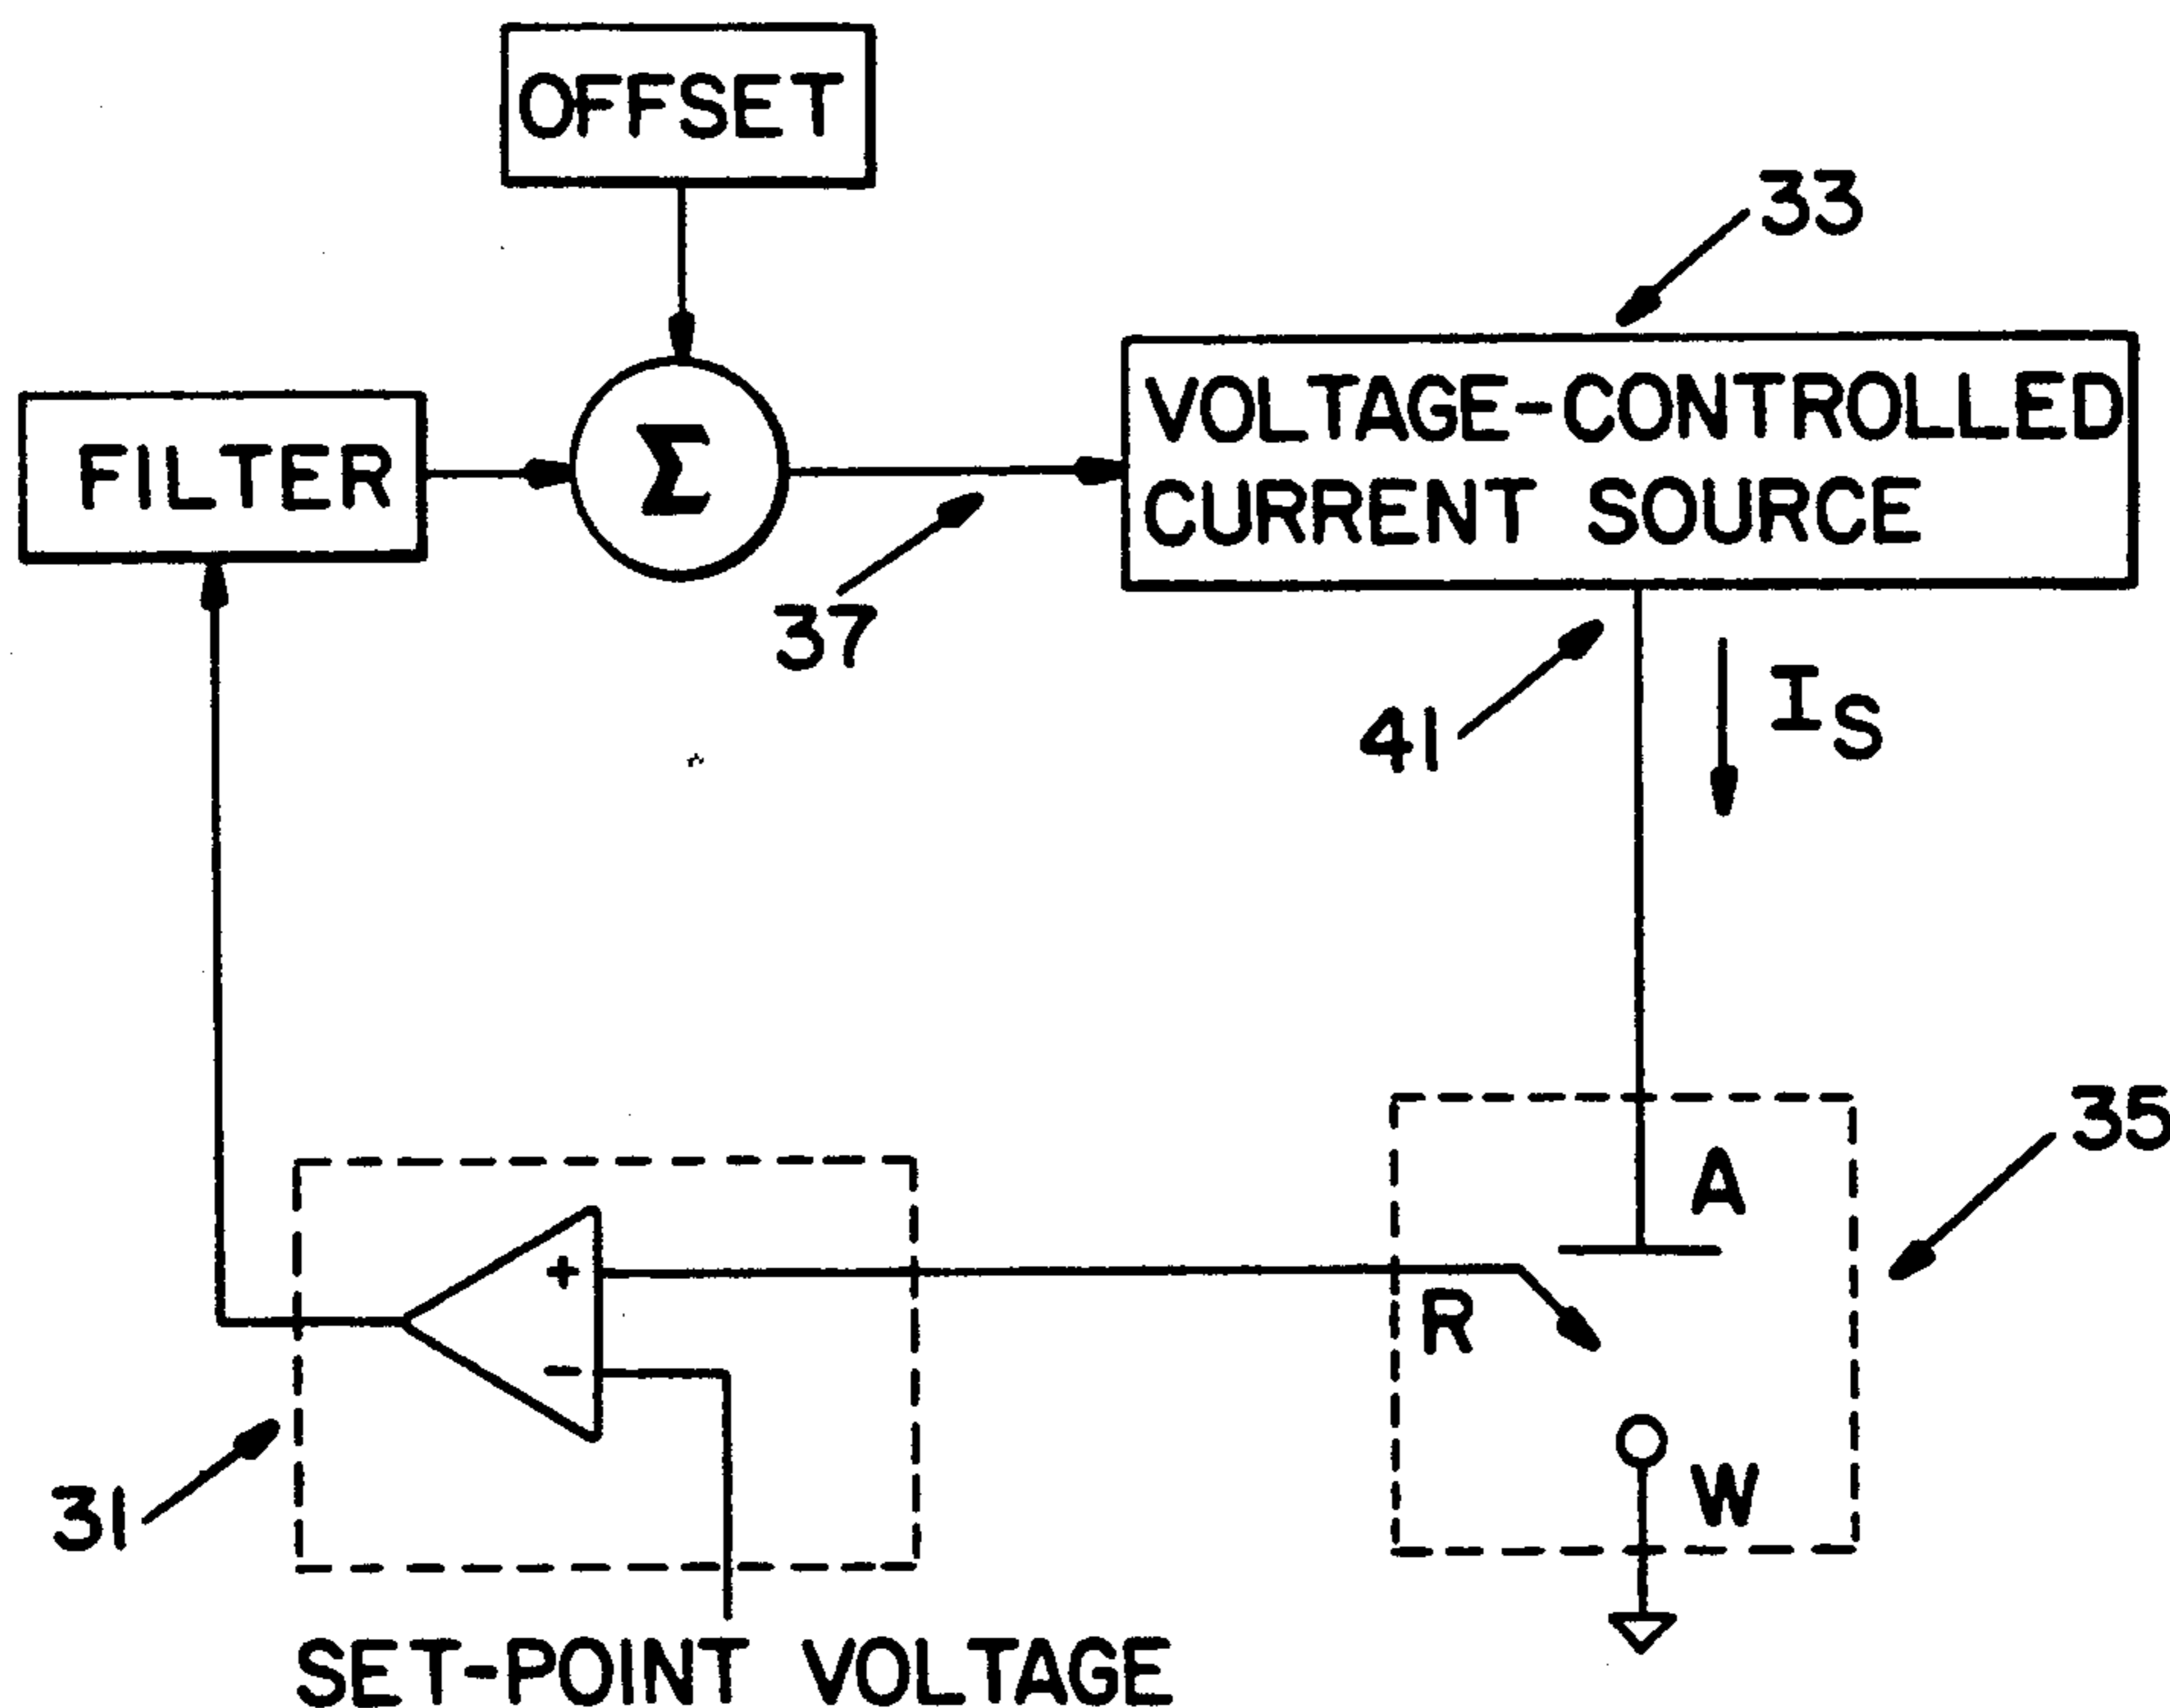 OFFSET
33
FILTER
Σ
VOLTAGE-CONTROLLED
CURRENT SOURCE
37
41
IS
35
A
+
R
-
W
31
SET-POINT VOLTAGE